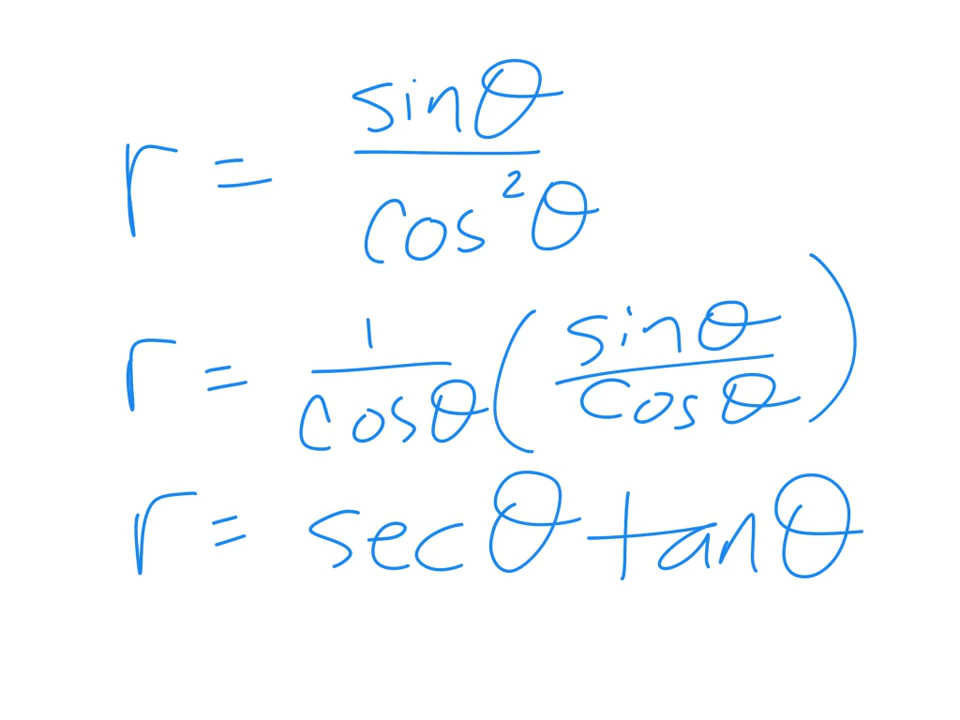 r = sinθ / cos²θ
r = 1/cosθ (sinθ/cosθ)
r = secθ tanθ